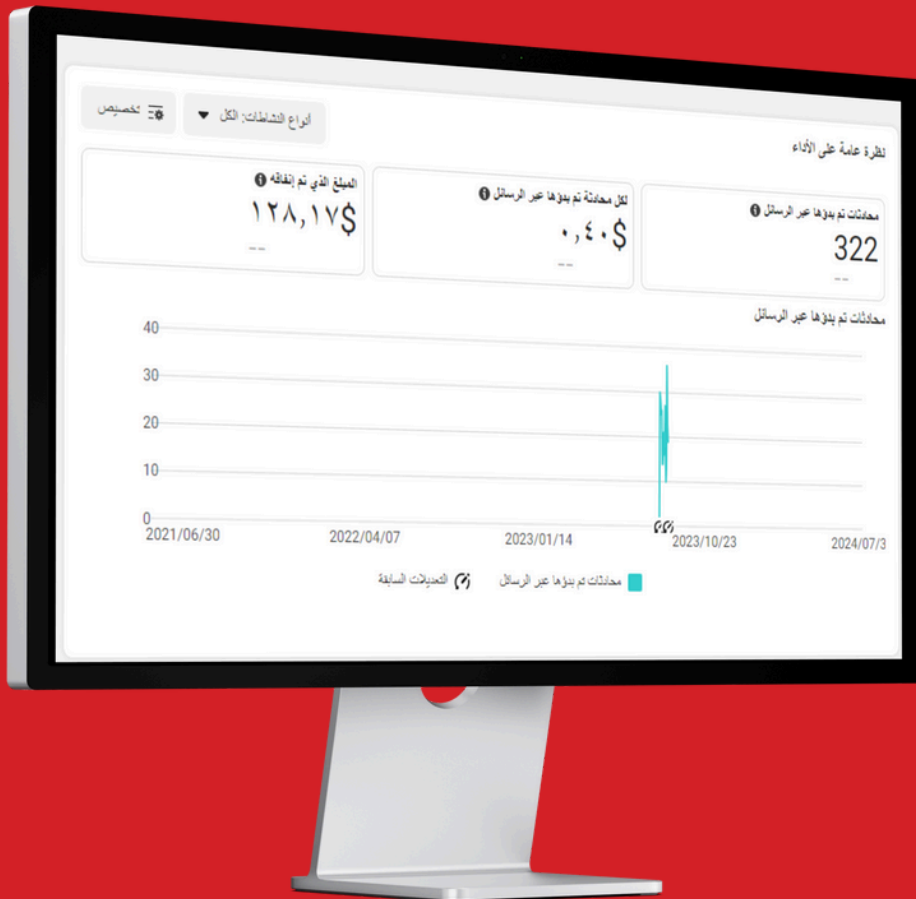 نظرة عامة على الأداء
أنواع النشاطات: الكل
تخصيص
محادثات تم بدؤها عبر الرسائل
322
--
لكل محادثة تم بدؤها عبر الرسائل
٠,٤٠$
--
المبلغ الذي تم إنفاقه
١٢٨,١٧$
--
محادثات تم بدؤها عبر الرسائل
40
30
20
10
0
2021/06/30
2022/04/07
2023/01/14
2023/10/23
2024/07/3
محادثات تم بدؤها عبر الرسائل
التعديلات السابقة